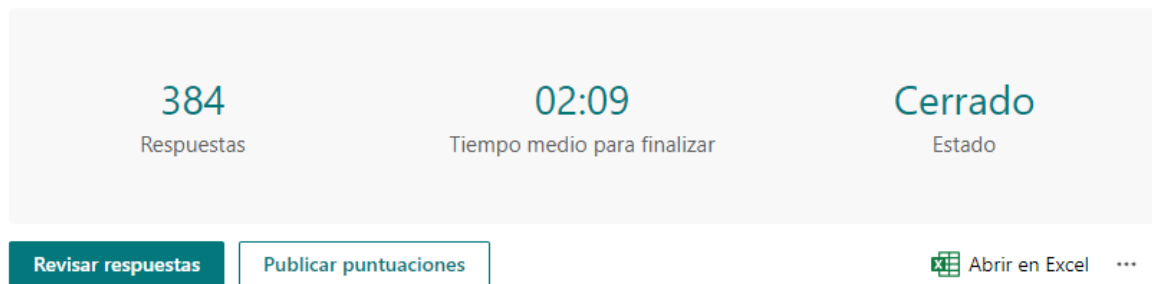 384 02:09 Cerrado
Respuestas Tiempo medio para finalizar Estado
Revisar respuestas Publicar puntuaciones Abrir en Excel ...